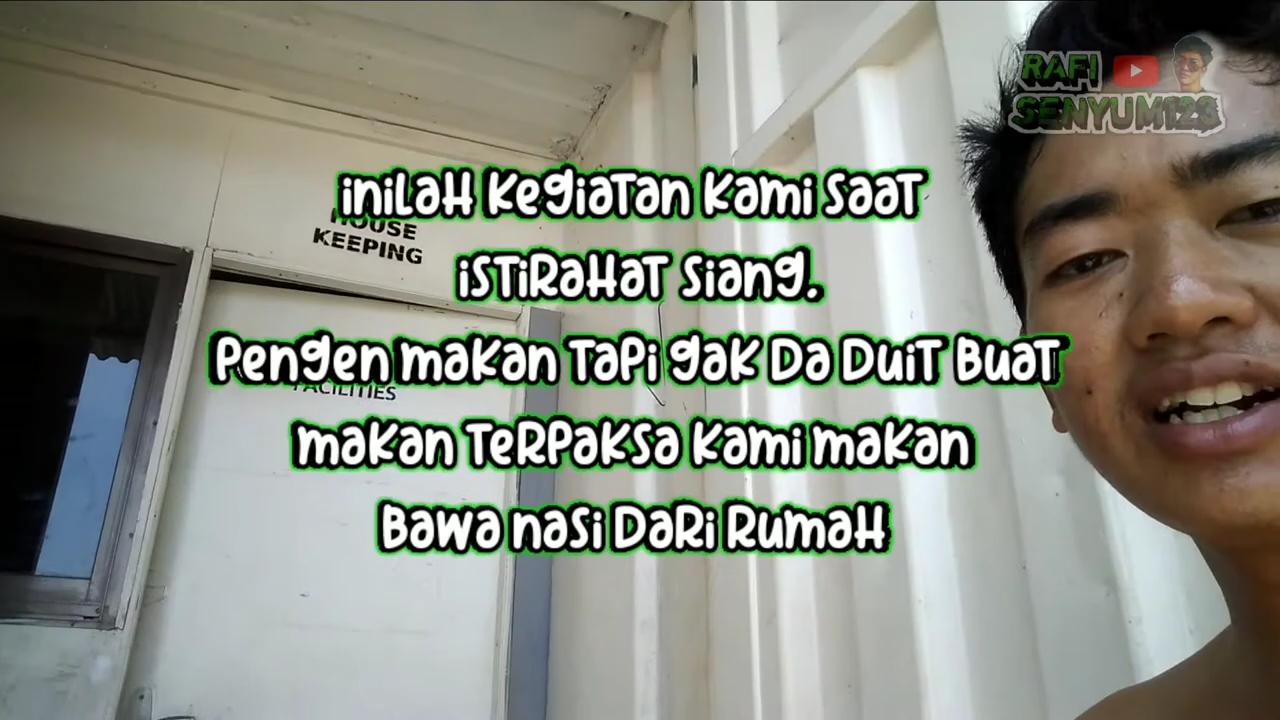 RAFI
SENYUM123
inilah kegiatan kami saat
istirahat siang.
HOUSE
KEEPING
pengen makan tapi gak da duit buat
FACILITIES
makan terpaksa kami makan
bawa nasi dari rumah